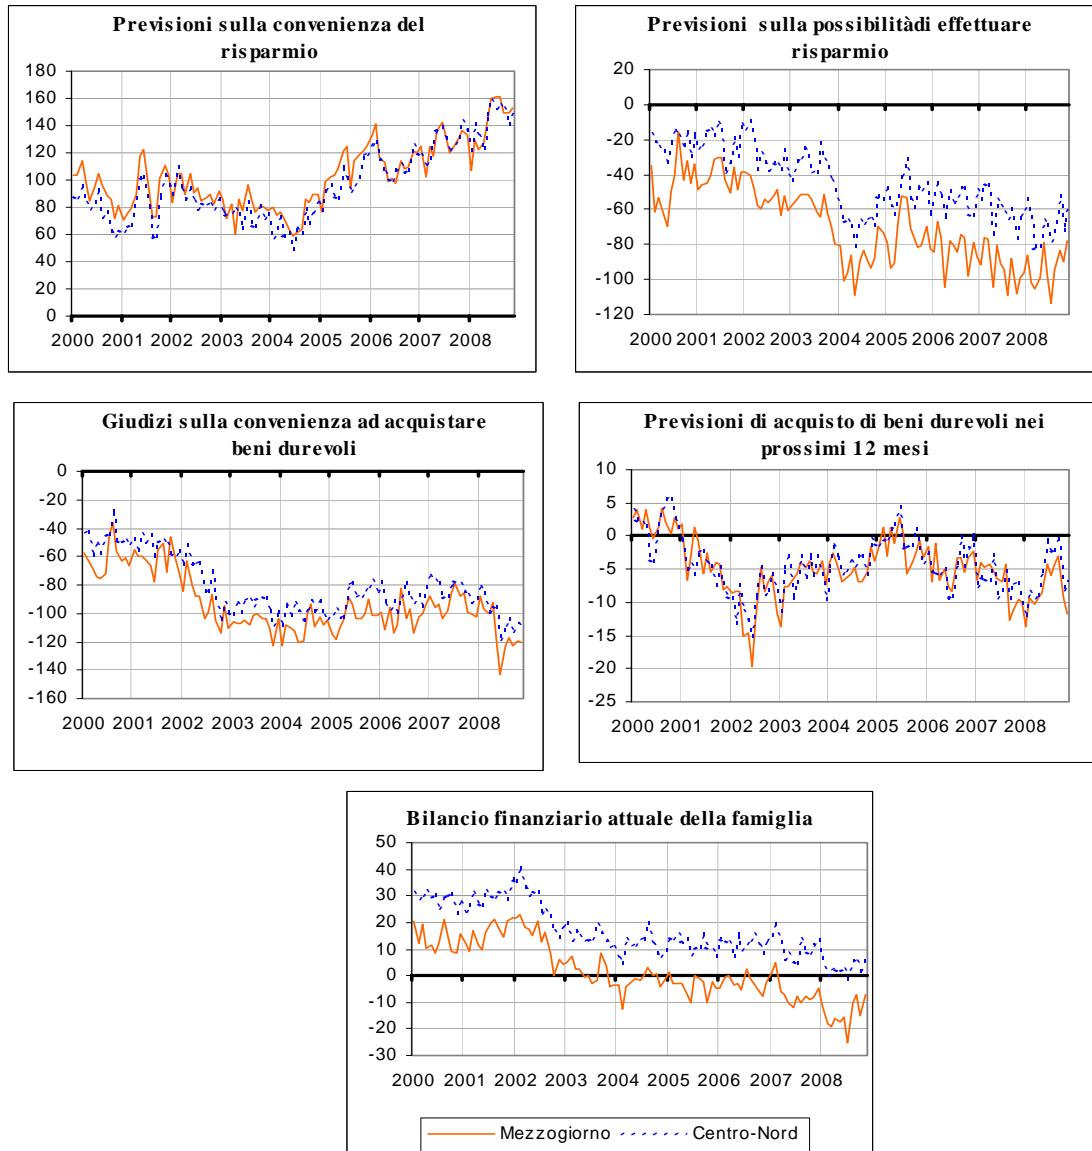 Previsioni sulla convenienza del
risparmio
180
160
140
120
100
80
60
40
20
0
2000 2001 2002 2003 2004 2005 2006 2007 2008
Previsioni sulla possibilitàdi effettuare
risparmio
20
0
-20
-40
-60
-80
-100
-120
2000 2001 2002 2003 2004 2005 2006 2007 2008
Giudizi sulla convenienza ad acquistare
beni durevoli
0
-20
-40
-60
-80
-100
-120
-140
-160
2000 2001 2002 2003 2004 2005 2006 2007 2008
Previsioni di acquisto di beni durevoli nei
prossimi 12 mesi
10
5
0
-5
-10
-15
-20
-25
2000 2001 2002 2003 2004 2005 2006 2007 2008
Bilancio finanziario attuale della famiglia
50
40
30
20
10
0
-10
-20
-30
2000 2001 2002 2003 2004 2005 2006 2007 2008
Mezzogiorno Centro-Nord